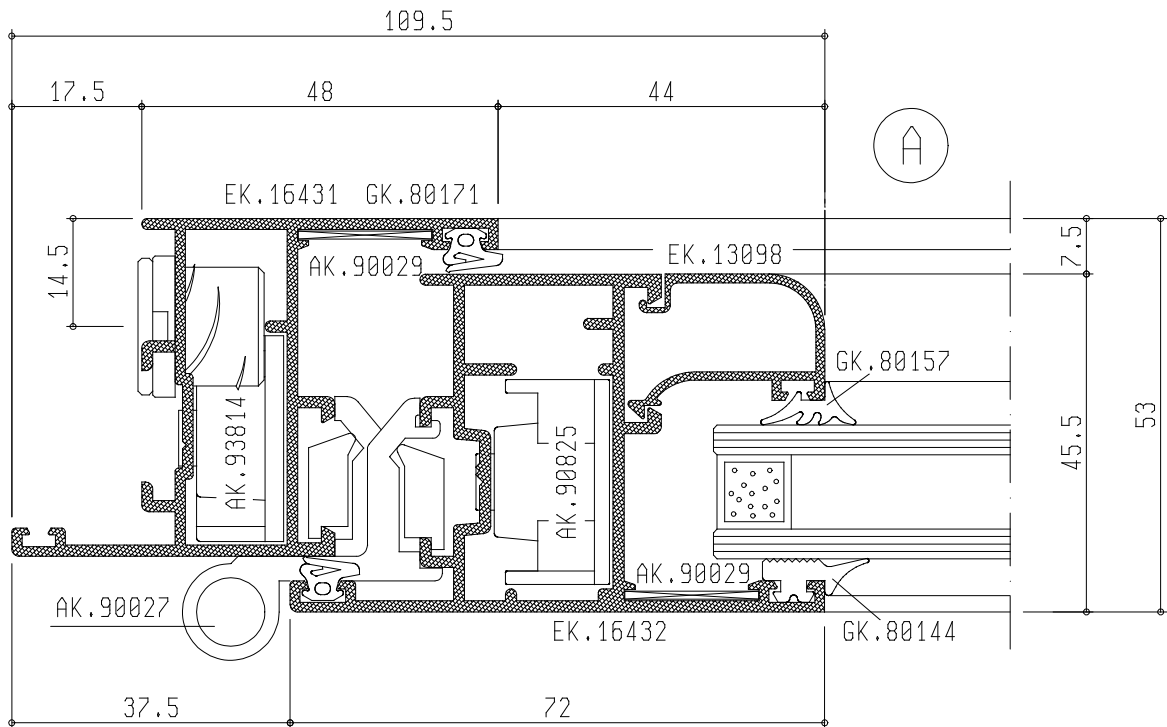 109.5
17.5
48
44
A
EK.16431
GK.80171
14.5
AK.90029
EK.13098
7.5
GK.80157
53
45.5
AK.93814
AK.90825
AK.90029
AK.90027
EK.16432
GK.80144
37.5
72